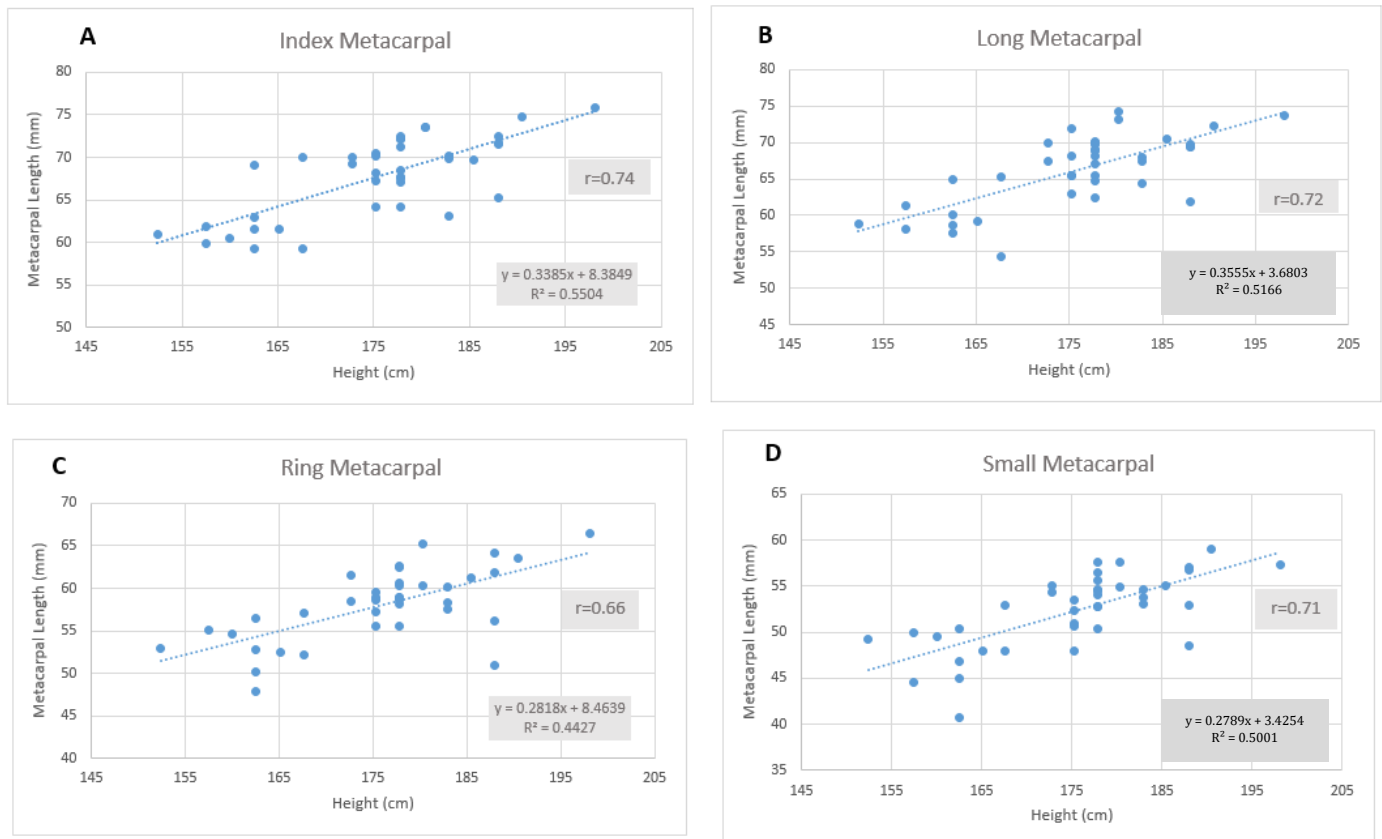 A
Index Metacarpal
Metacarpal Length (mm)
80
75
70
65
60
55
50
r=0.74
y = 0.3385x + 8.3849
R² = 0.5504
145 155 165 175 185 195 205
Height (cm)
B
Long Metacarpal
Metacarpal Length (mm)
80
75
70
65
60
55
50
45
r=0.72
y = 0.3555x + 3.6803
R² = 0.5166
145 155 165 175 185 195 205
Height (cm)
C
Ring Metacarpal
Metacarpal Length (mm)
70
65
60
55
50
45
40
r=0.66
y = 0.2818x + 8.4639
R² = 0.4427
145 155 165 175 185 195 205
Height (cm)
D
Small Metacarpal
Metacarpal Length (mm)
65
60
55
50
45
40
35
r=0.71
y = 0.2789x + 3.4254
R² = 0.5001
145 155 165 175 185 195 205
Height (cm)